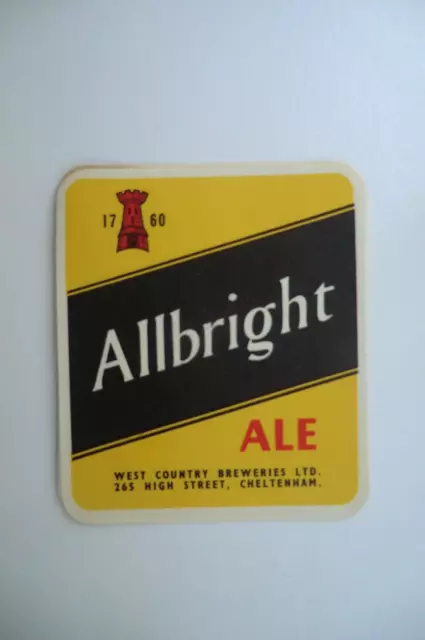 17 60
Allbright
ALE
WEST COUNTRY BREWERIES LTD.
265 HIGH STREET, CHELTENHAM.